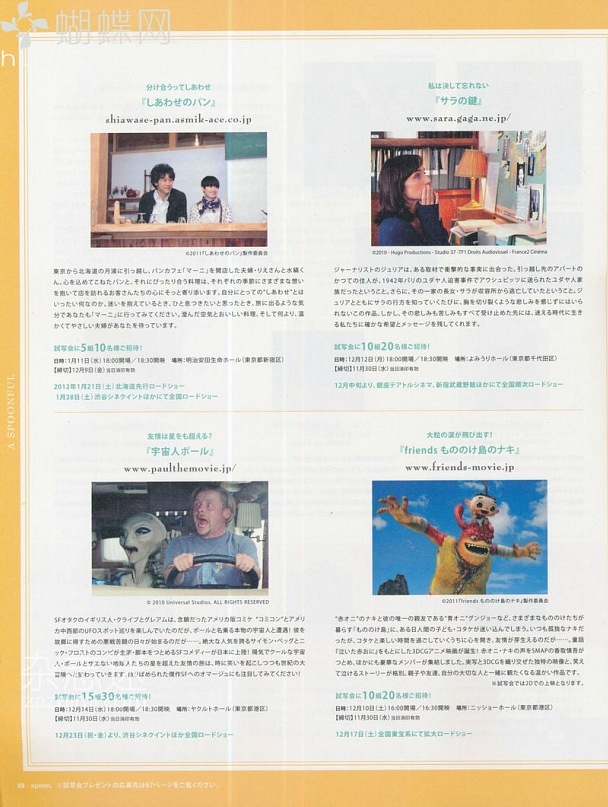 蝴蝶网
h
A SPOONFUL
分け合うってしあわせ
『しあわせのパン』
shiawase-pan.asmik-ace.co.jp
©2011『しあわせのパン』製作委員会
東京から北海道の月浦に引っ越し、パンカフェ「マーニ」を開店した夫婦・りえさんと水縞く
ん。心を込めてこねたパンと、それにぴったり合う料理は、それぞれの季節にさまざまな想い
を抱いて店を訪れるお客さんたちの心にそっと寄り添います。自分にとっての“しあわせ”とは
いったい何なのか。迷いを抱えているとき、ひと息つきたいと思ったとき、旅に出るような気
分であなたも「マーニ」に行ってみてください。澄んだ空気とおいしい料理、そして何より、温
かくてやさしい夫婦があなたを待っています。
試写会に5組10名様ご招待!
日時:1月11日(水)18:00開場/18:30開映 場所:明治安田生命ホール(東京都新宿区)
【締切】12月9日(金)当日消印有効
2012年1月21日(土)北海道先行ロードショー
1月28日(土)渋谷シネクイントほかにて全国ロードショー
私は決して忘れない
『サラの鍵』
www.sara.gaga.ne.jp/
©2010 - Hugo Productions - Studio 37 -TF1 Droits Audiovisuel - France2 Cinéma
ジャーナリストのジュリアは、ある取材で衝撃的な事実に出会った。引っ越し先のアパートの
かつての住人が、1942年パリのユダヤ人迫害事件でアウシュビッツに送られたユダヤ人家
族だったということ。さらに、その一家の長女・サラが収容所から逃亡していたということ。ジ
ュリアとともにサラの行方を知っていくたびに、胸を切り裂くような悲しみを感じずにはいら
れないこの作品。しかし、その悲しみも苦しみもすべて受け止めた先には、迷える時代に生き
る私たちに確かな希望とメッセージを残してくれます。
試写会に10組20名様ご招待!
日時:12月12日(月)18:00開場/18:30開映 場所:よみうりホール(東京都千代田区)
【締切】11月30日(水)当日消印有効
12月中旬より、銀座テアトルシネマ、新宿武蔵野館ほかにて全国順次ロードショー
友情は星をも超える?
『宇宙人ポール』
www.paulthemovie.jp/
© 2010 Universal Studios. ALL RIGHTS RESERVED
SFオタクのイギリス人・クライブとグレアムは、念願だったアメリカ版コミケ “コミコン”とアメリ
カ中西部のUFOスポット巡りを楽しんでいたのだが、ポールと名乗る本物の宇宙人と遭遇!彼を
故郷に帰すための悪戦苦闘の日々が始まるのだが……。絶大な人気を誇るサイモン・ペッグとニ
ック・フロストのコンビが主演・脚本をつとめるSFコメディが日本に上陸!陽気でクールな宇宙
人・ポールとサエない地球人たちの星を超えた友情の旅は、時に笑いを起こしつつも世紀の大
試写会に15組30名様ご招待!
日時:12月14日(水)18:00開場/18:30開映 場所:ヤクルトホール(東京都港区)
【締切】11月30日(水)当日消印有効
12月23日(祝・金)より、渋谷シネクイントほか全国ロードショー
大粒の涙が飛び出す!
『friends もののけ島のナキ』
www.friends-movie.jp
©2011『friends もののけ島のナキ』製作委員会
“赤オニ”のナキと彼の唯一の親友である“青オニ”グンジョーなど、さまざまなもののけたちが
暮らす「もののけ島」に、ある日人間の子ども・コタケが迷い込んでしまう。いつも孤独なナキだ
ったが、コタケと楽しい時間を過ごしていくうちに心を開き、友情が芽生えるのだが……。童話
『泣いた赤おに』をもとにした3DCGアニメ映画が誕生!赤オニ・ナキの声をSMAPの香取慎吾が
つとめ、ほかにも豪華なメンバーが集結しました。実写と3DCGを織り交ぜた独特の映像と、笑え
て泣けるストーリーが格別。親子や友達、自分の大切な人と一緒に観たくなる温かい作品です。
※試写会では2Dでの上映となります。
試写会に10組20名様ご招待!
日時:12月10日(土)16:00開場/16:30開映 場所:ニッショーホール(東京都港区)
【締切】11月30日(水)当日消印有効
12月17日(土)全国東宝系にて拡大ロードショー
88 spoon. ※試写会プレゼントの応募先は87ページをご覧ください。